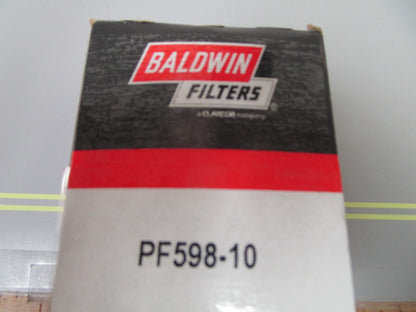 BALDWIN
FILTERS®
a CLARCOR company
PF598-10